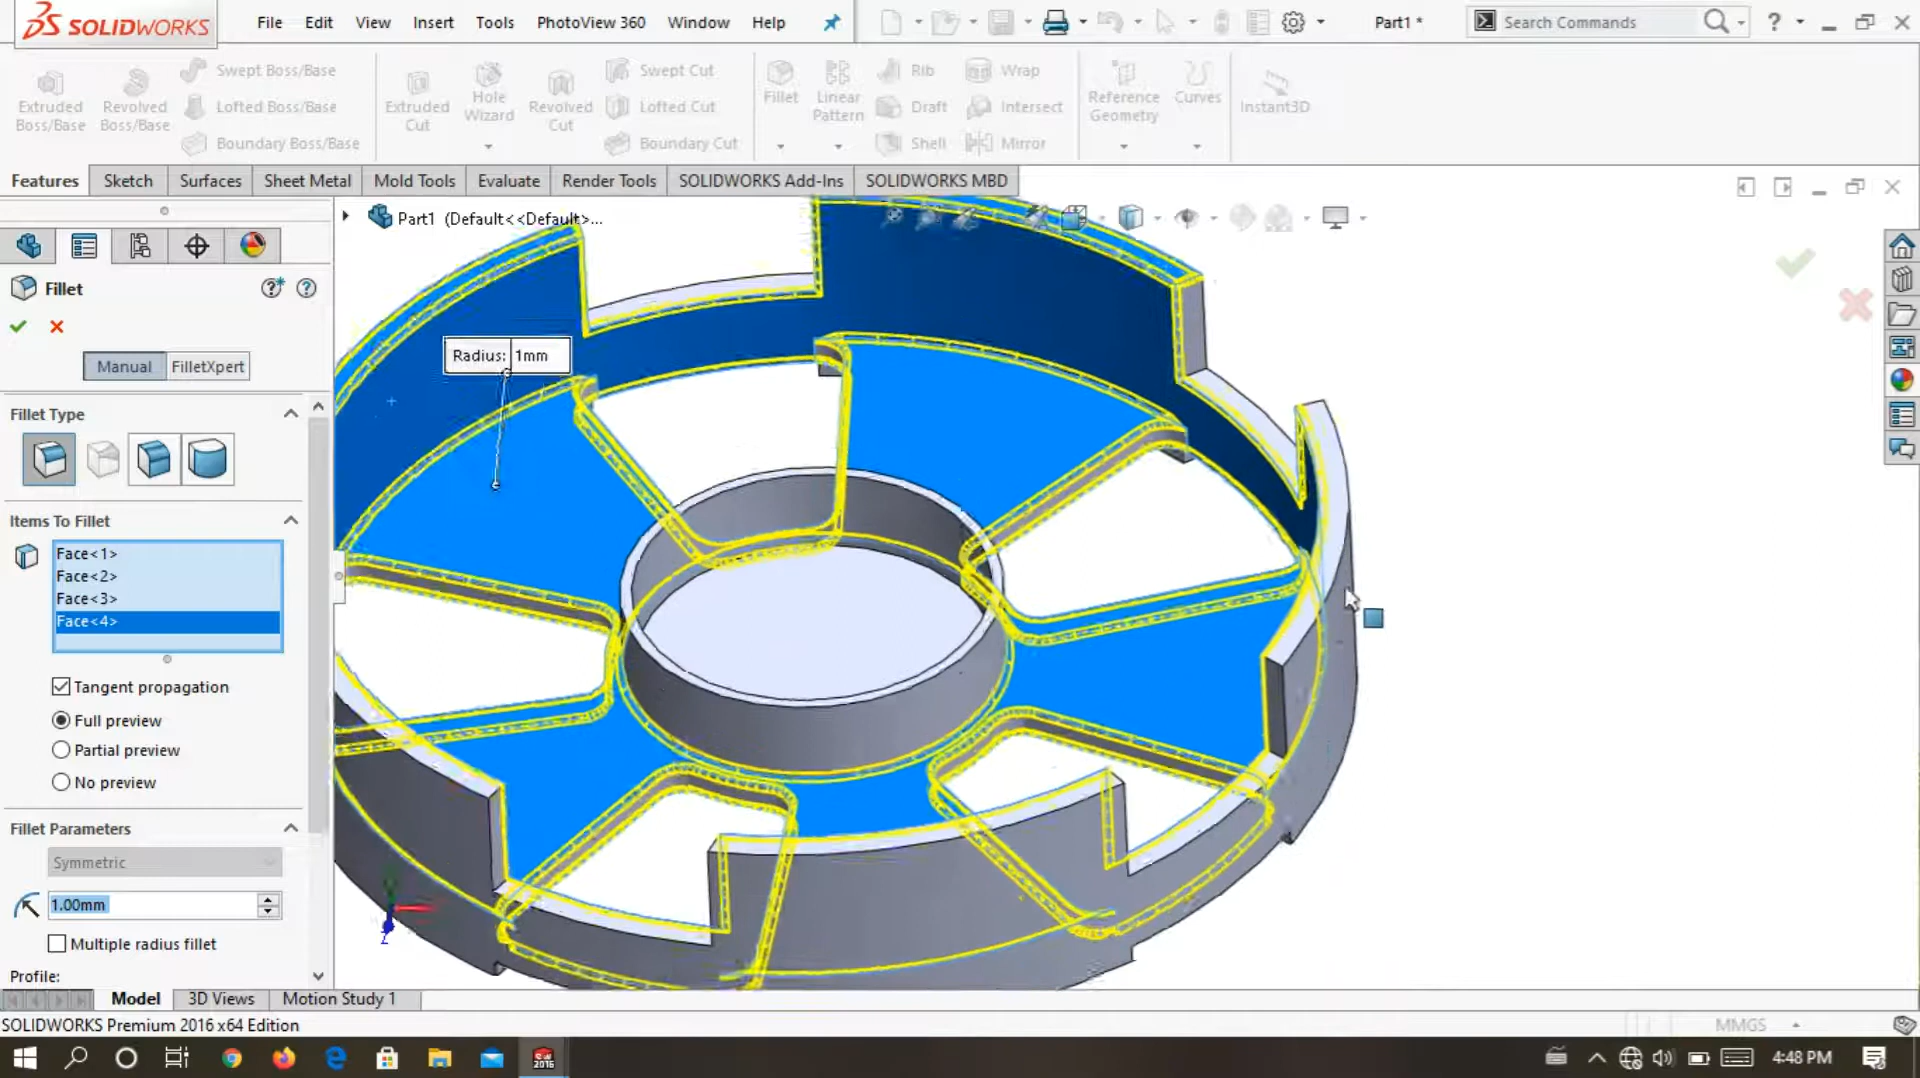 SOLIDWORKS File Edit View Insert Tools PhotoView 360 Window Help Part1 * Search Commands ?
Extruded Boss/Base
Revolved Boss/Base
Swept Boss/Base
Lofted Boss/Base
Boundary Boss/Base
Extruded Cut
Hole Wizard
Revolved Cut
Swept Cut
Lofted Cut
Boundary Cut
Fillet
Linear Pattern
Rib
Draft
Shell
Wrap
Intersect
Mirror
Reference Geometry
Curves
Instant3D
Features Sketch Surfaces Sheet Metal Mold Tools Evaluate Render Tools SOLIDWORKS Add-Ins SOLIDWORKS MBD
Part1 (Default<<Default>...
Fillet
Manual FilletXpert
Fillet Type
Items To Fillet
Face<1>
Face<2>
Face<3>
Face<4>
Tangent propagation
Full preview
Partial preview
No preview
Fillet Parameters
Symmetric
1.00mm
Multiple radius fillet
Profile:
Radius: 1mm
Z
Model 3D Views Motion Study 1
SOLIDWORKS Premium 2016 x64 Edition
MMGS
2016
4:48 PM